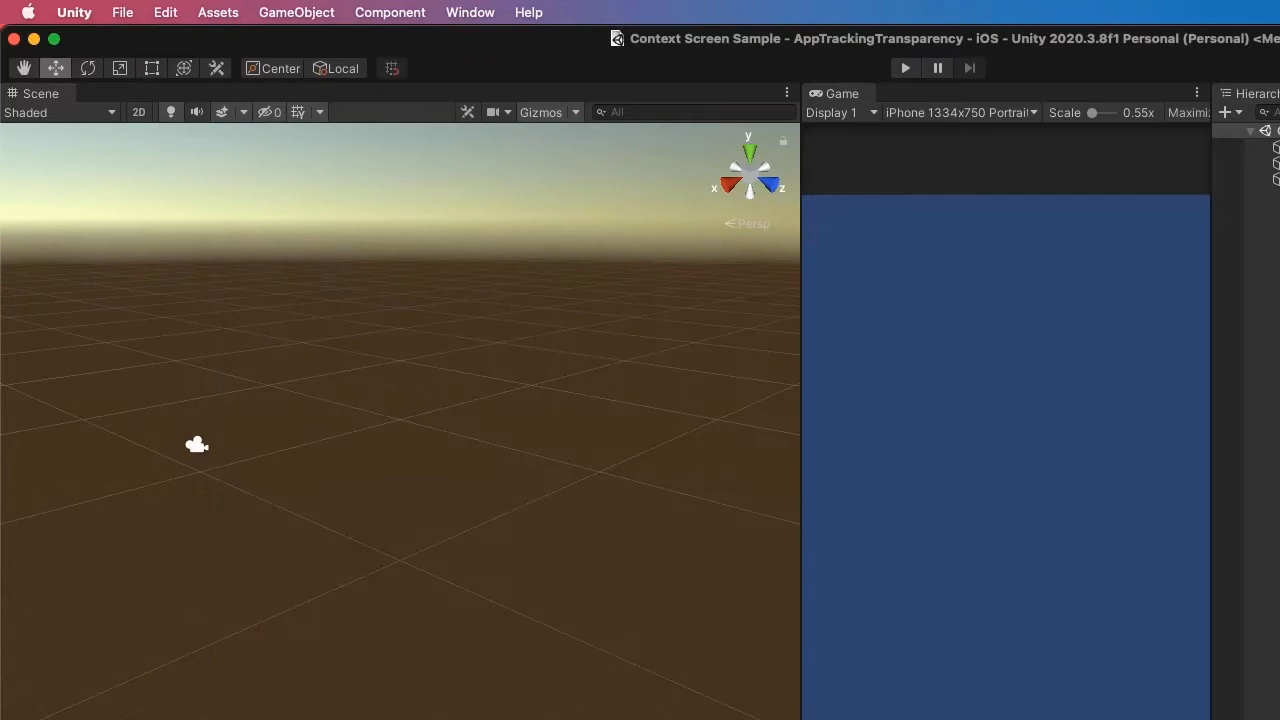 Unity File Edit Assets GameObject Component Window Help
Context Screen Sample - AppTrackingTransparency - iOS - Unity 2020.3.8f1 Personal (Personal) <Me
Center Local
Scene
Game
Hierarch
Shaded 2D 0 Gizmos All
Display 1 iPhone 1334x750 Portrait Scale 0.55x Maximi
y
x z
Persp